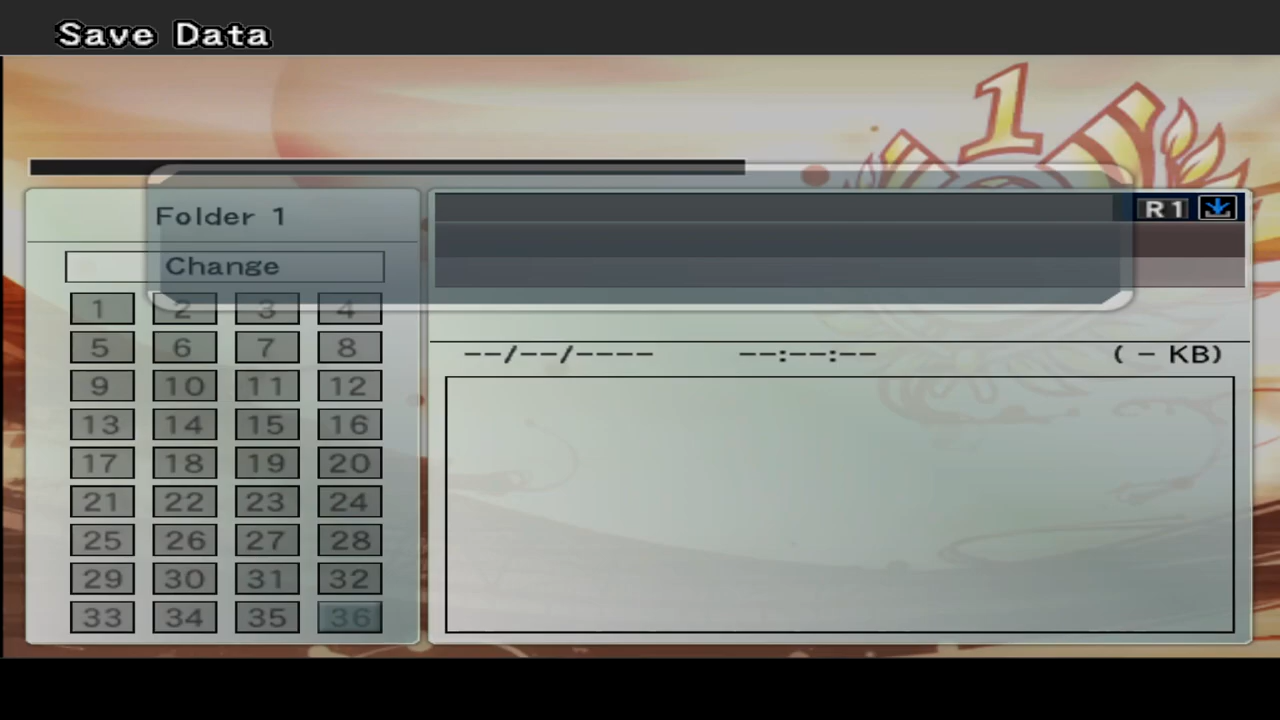 Save Data
1
Folder 1
R1
Change
1 2 3 4
5 6 7 8
--/--/---- --:--:-- ( - KB)
9 10 11 12
13 14 15 16
17 18 19 20
21 22 23 24
25 26 27 28
29 30 31 32
33 34 35 36